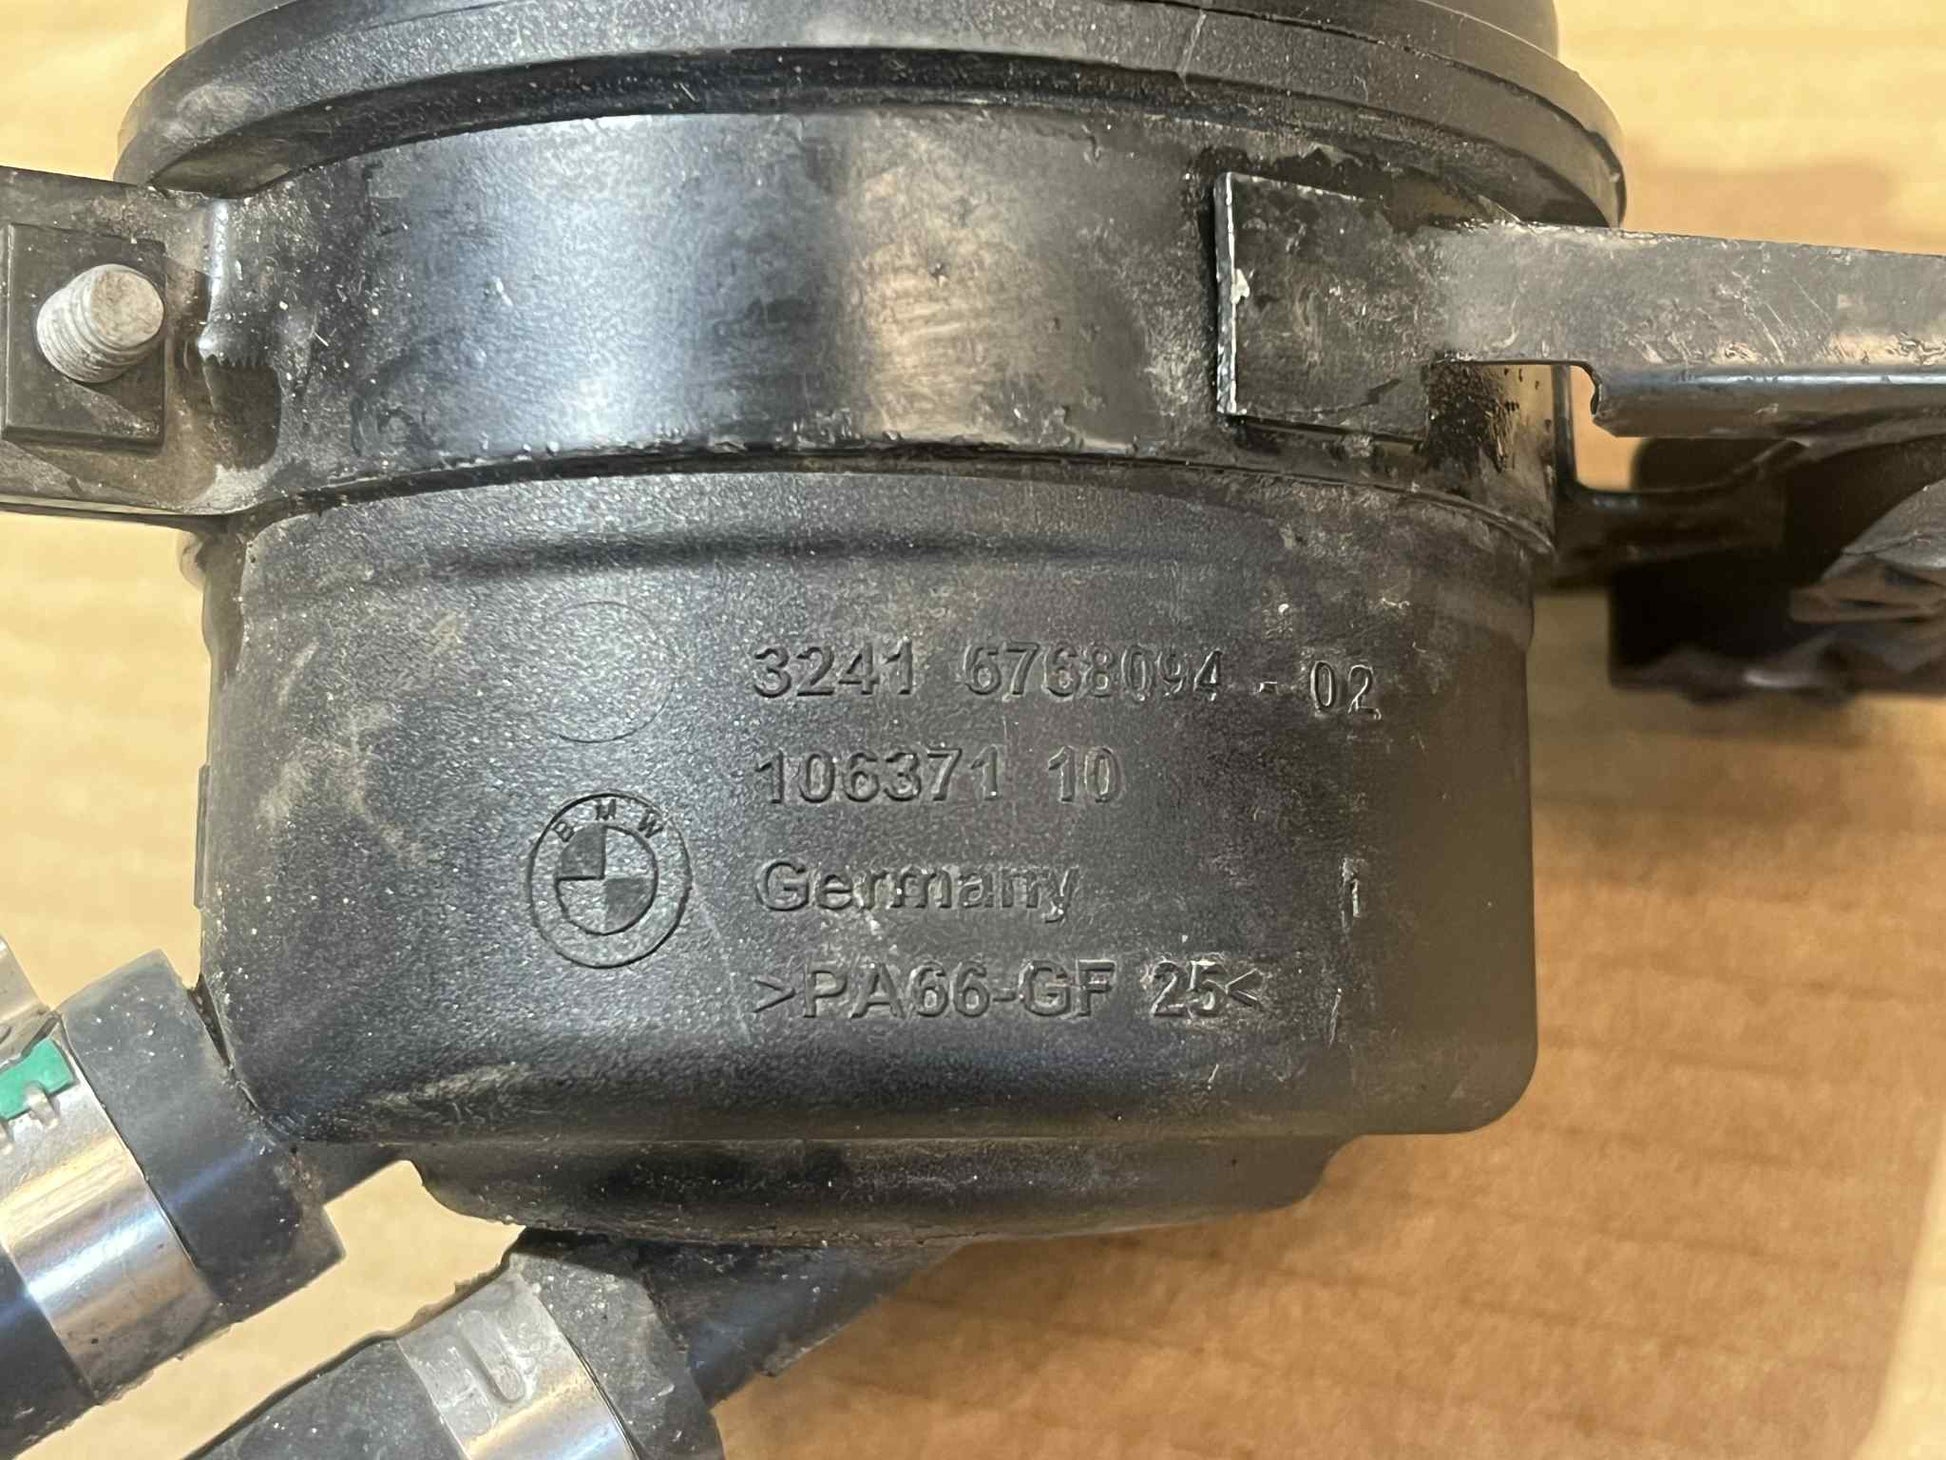 3241 6768094 - 02
106371 10
BMW
Germany
>PA66-GF 25<